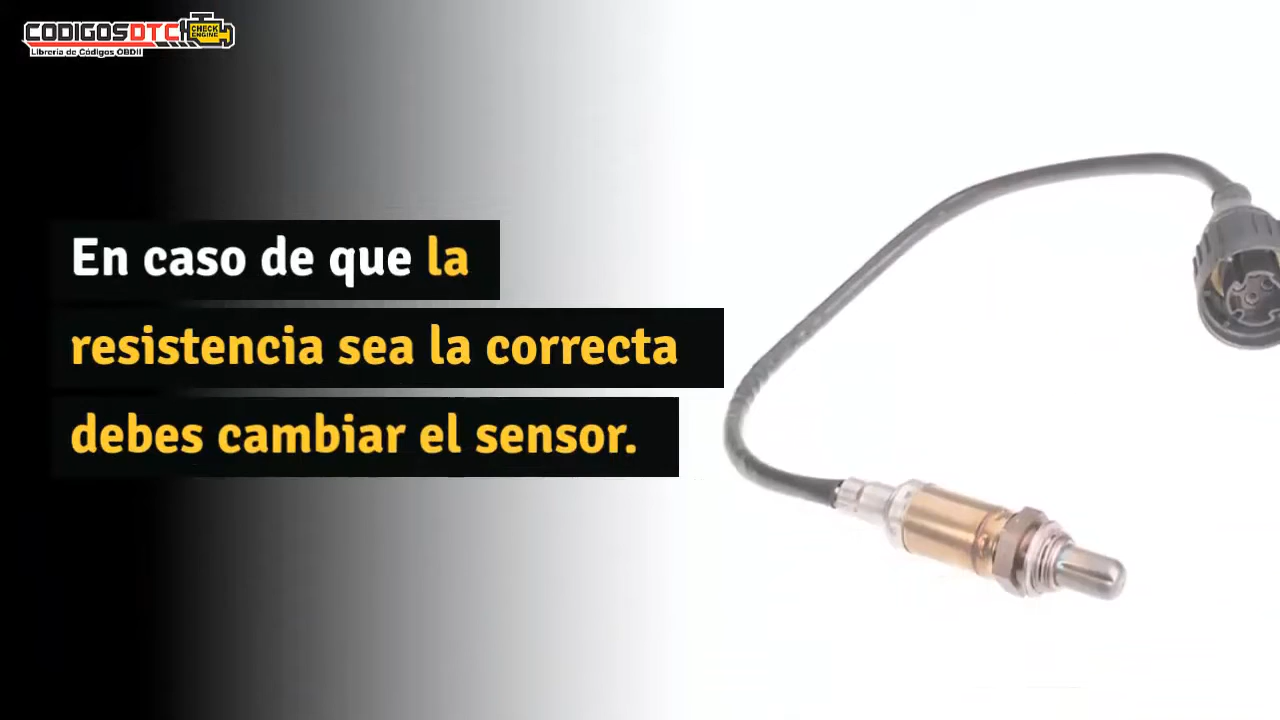 CODIGOSDTC
CHECK
ENGINE
Librería de Códigos OBDII
En caso de que la
resistencia sea la correcta
debes cambiar el sensor.